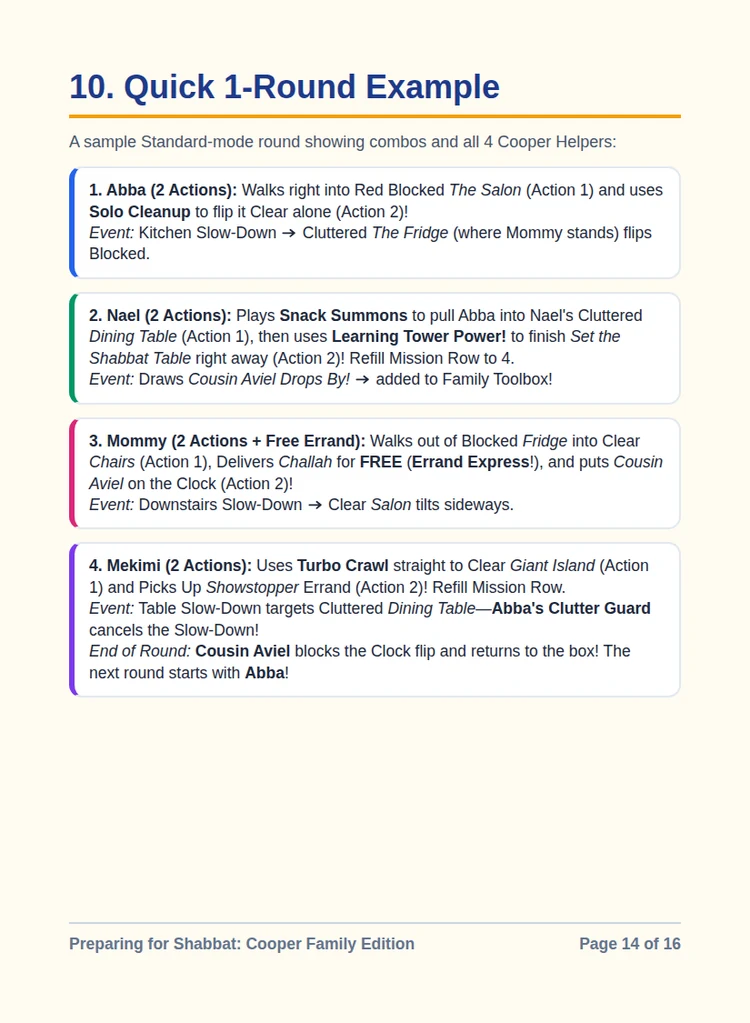 10. Quick 1-Round Example
A sample Standard-mode round showing combos and all 4 Cooper Helpers:
1. Abba (2 Actions): Walks right into Red Blocked The Salon (Action 1) and uses
Solo Cleanup to flip it Clear alone (Action 2)!
Event: Kitchen Slow-Down → Cluttered The Fridge (where Mommy stands) flips
Blocked.
2. Nael (2 Actions): Plays Snack Summons to pull Abba into Nael's Cluttered
Dining Table (Action 1), then uses Learning Tower Power! to finish Set the
Shabbat Table right away (Action 2)! Refill Mission Row to 4.
Event: Draws Cousin Aviel Drops By! → added to Family Toolbox!
3. Mommy (2 Actions + Free Errand): Walks out of Blocked Fridge into Clear
Chairs (Action 1), Delivers Challah for FREE (Errand Express!), and puts Cousin
Aviel on the Clock (Action 2)!
Event: Downstairs Slow-Down → Clear Salon tilts sideways.
4. Mekimi (2 Actions): Uses Turbo Crawl straight to Clear Giant Island (Action
1) and Picks Up Showstopper Errand (Action 2)! Refill Mission Row.
Event: Table Slow-Down targets Cluttered Dining Table—Abba's Clutter Guard
cancels the Slow-Down!
End of Round: Cousin Aviel blocks the Clock flip and returns to the box! The
next round starts with Abba!
Preparing for Shabbat: Cooper Family Edition
Page 14 of 16